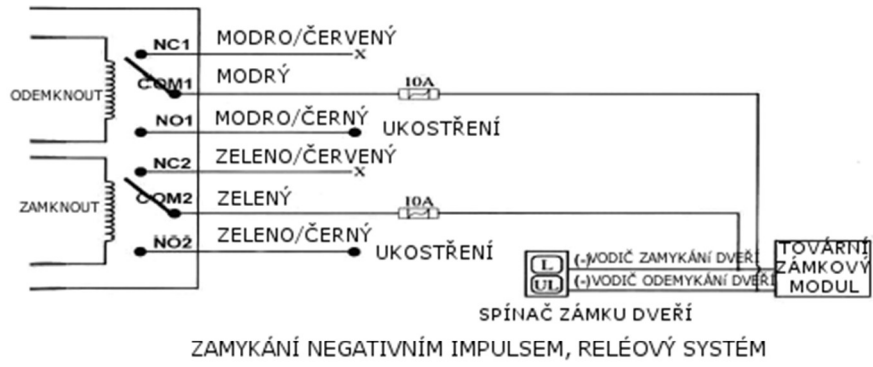 NC1 MODRO/ČERVENÝ
X
ODEMKNOUT COM1 MODRÝ 10A
NO1 MODRO/ČERNÝ UKOSTŘENÍ
NC2 ZELENO/ČERVENÝ
X
ZAMKNOUT COM2 ZELENÝ 10A
NO2 ZELENO/ČERNÝ UKOSTŘENÍ
L (-)VODIČ ZAMYKÁNí DVEŘÍ
UL (-)VODIČ ODEMYKÁNí DVEŘÍ
TOVÁRNÍ
ZÁMKOVÝ
MODUL
SPÍNAČ ZÁMKU DVEŘÍ
ZAMYKÁNÍ NEGATIVNÍM IMPULSEM, RELÉOVÝ SYSTÉM